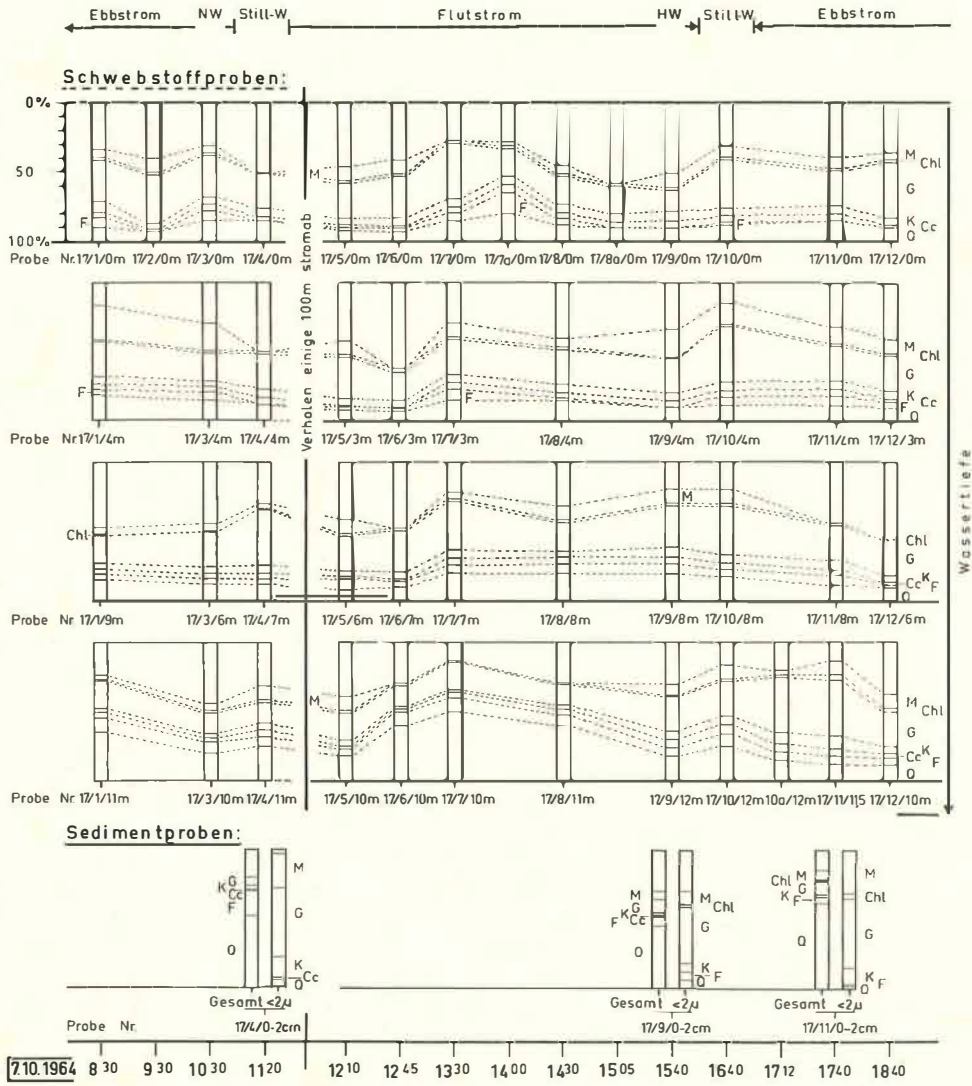 Ebbstrom NW Still-W Flutstrom HW Still-W Ebbstrom
Schwebstoffproben:
0%
50
100%
M
F
F
F
M Chl
G
K Cc
Q
Probe Nr. 17/1/0m 17/2/0m 17/3/0m 17/4/0m 17/5/0m 17/6/0m 17/7/0m 17/7a/0m 17/8/0m 17/8a/0m 17/9/0m 17/10/0m 17/11/0m 17/12/0m
Verholen einige 100m stromab
F
F
M Chl
G
K Cc
F
Q
Probe Nr 17/1/4m 17/3/4m 17/4/4m 17/5/3m 17/6/3m 17/7/3m 17/8/4m 17/9/4m 17/10/4m 17/11/4m 17/12/3m
Wassertiefe
Chl
M
Chl
G
Cc K F
Q
Probe Nr 17/1/9m 17/3/6m 17/4/7m 17/5/6m 17/6/7m 17/7/7m 17/8/8m 17/9/8m 17/10/8m 17/11/8m 17/12/6m
M
M Chl
G
Cc K F
Q
Probe Nr 17/1/11m 17/3/10m 17/4/11m 17/5/10m 17/6/10m 17/7/10m 17/8/11m 17/9/12m 17/10/12m 10a/12m 17/11/11,5 17/12/10m
Sedimentproben:
G
K
Cc
F
Q
M
G
K
Cc
Q
M
G
F K Cc
Q
M Chl
G
K
F
Q
Chl M
G
K
F
Q
M
Chl
G
K F
Q
Gesamt <2µ Gesamt <2µ Gesamt <2µ
Probe Nr. 17/4/0-2cm 17/9/0-2cm 17/11/0-2cm
7.10.1964 8 30 9 30 10 30 11 20 12 10 12 45 13 30 14 00 14 30 15 05 15 40 16 40 17 12 17 40 18 40